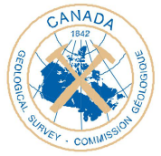 CANADA
1842
GEOLOGICAL SURVEY · COMMISSION GÉOLOGIQUE